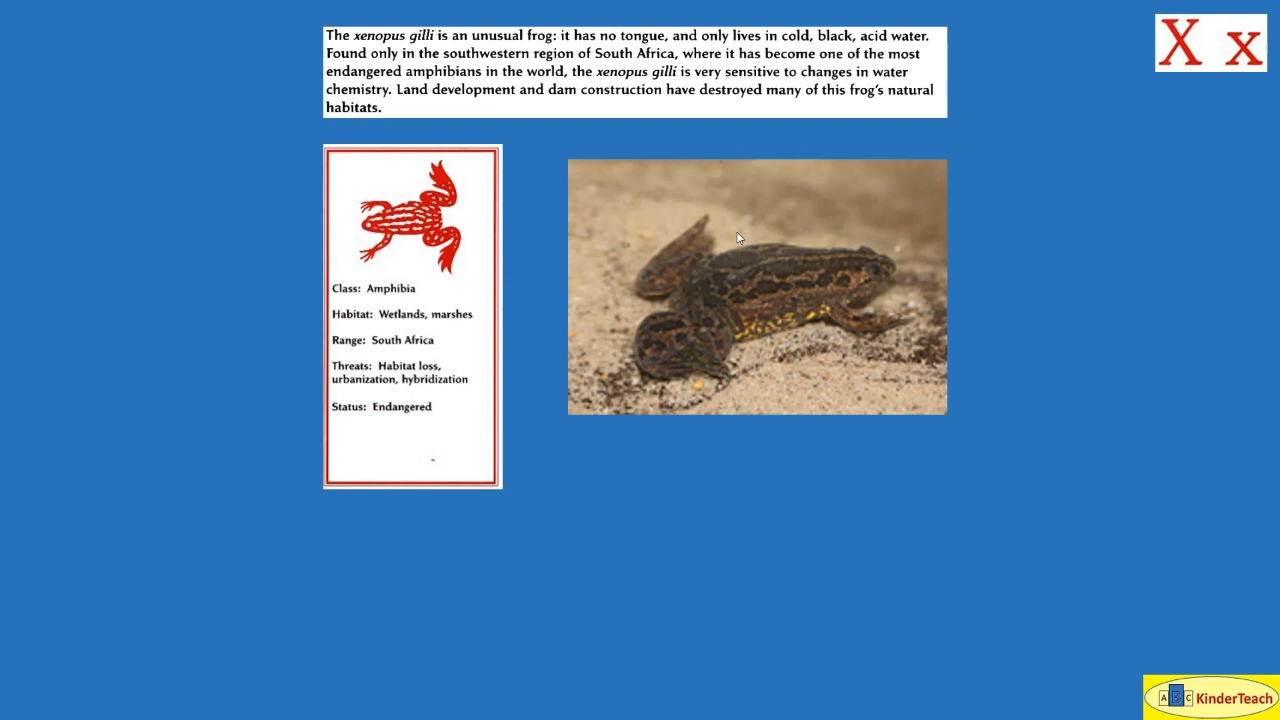 The xenopus gilli is an unusual frog: it has no tongue, and only lives in cold, black, acid water.
Found only in the southwestern region of South Africa, where it has become one of the most
endangered amphibians in the world, the xenopus gilli is very sensitive to changes in water
chemistry. Land development and dam construction have destroyed many of this frog's natural
habitats.
X x
Class: Amphibia
Habitat: Wetlands, marshes
Range: South Africa
Threats: Habitat loss,
urbanization, hybridization
Status: Endangered
A B C KinderTeach